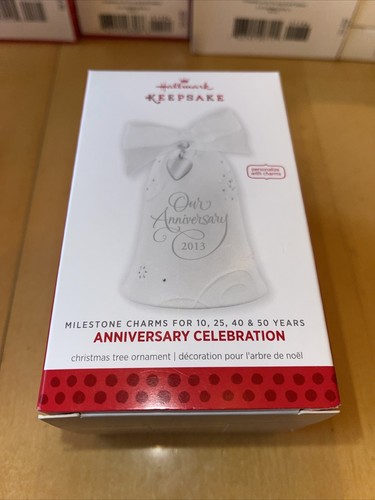 Hallmark
KEEPSAKE
personalize
with charms
Our
Anniversary
2013
MILESTONE CHARMS FOR 10, 25, 40 & 50 YEARS
ANNIVERSARY CELEBRATION
christmas tree ornament | décoration pour l'arbre de noël